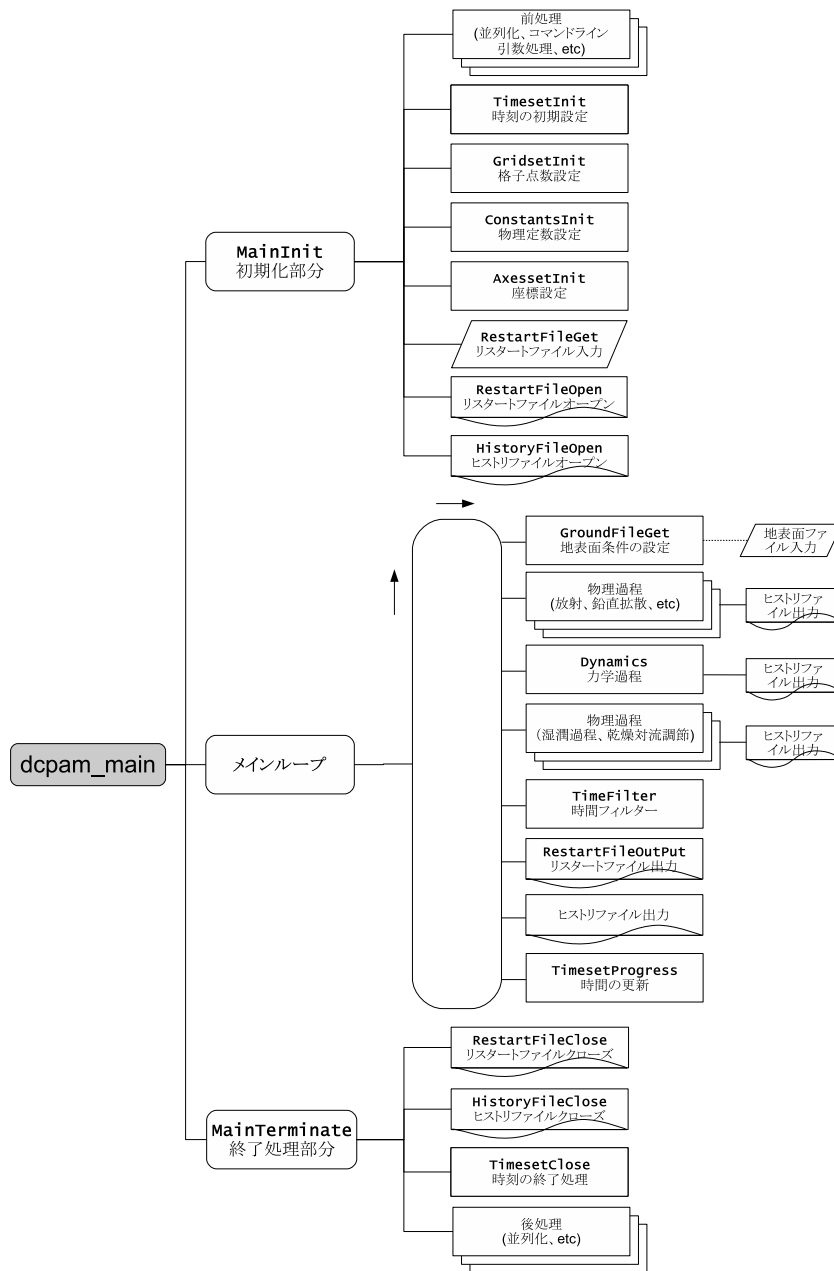 前処理
(並列化、コマンドライン
引数処理、etc)
TimesetInit
時刻の初期設定
GridsetInit
格子点数設定
ConstantsInit
物理定数設定
MainInit
初期化部分
AxessetInit
座標設定
RestartFileGet
リスタートファイル入力
RestartFileOpen
リスタートファイルオープン
HistoryFileOpen
ヒストリファイルオープン
GroundFileGet
地表面条件の設定
地表面ファ
イル入力
物理過程
(放射、鉛直拡散、etc)
ヒストリファ
イル出力
Dynamics
力学過程
ヒストリファ
イル出力
物理過程
(湿潤過程、乾燥対流調節)
ヒストリファ
イル出力
dcpam_main
メインループ
TimeFilter
時間フィルター
RestartFileOutPut
リスタートファイル出力
ヒストリファイル出力
TimesetProgress
時間の更新
RestartFileClose
リスタートファイルクローズ
HistoryFileClose
ヒストリファイルクローズ
MainTerminate
終了処理部分
TimesetClose
時刻の終了処理
後処理
(並列化、etc)